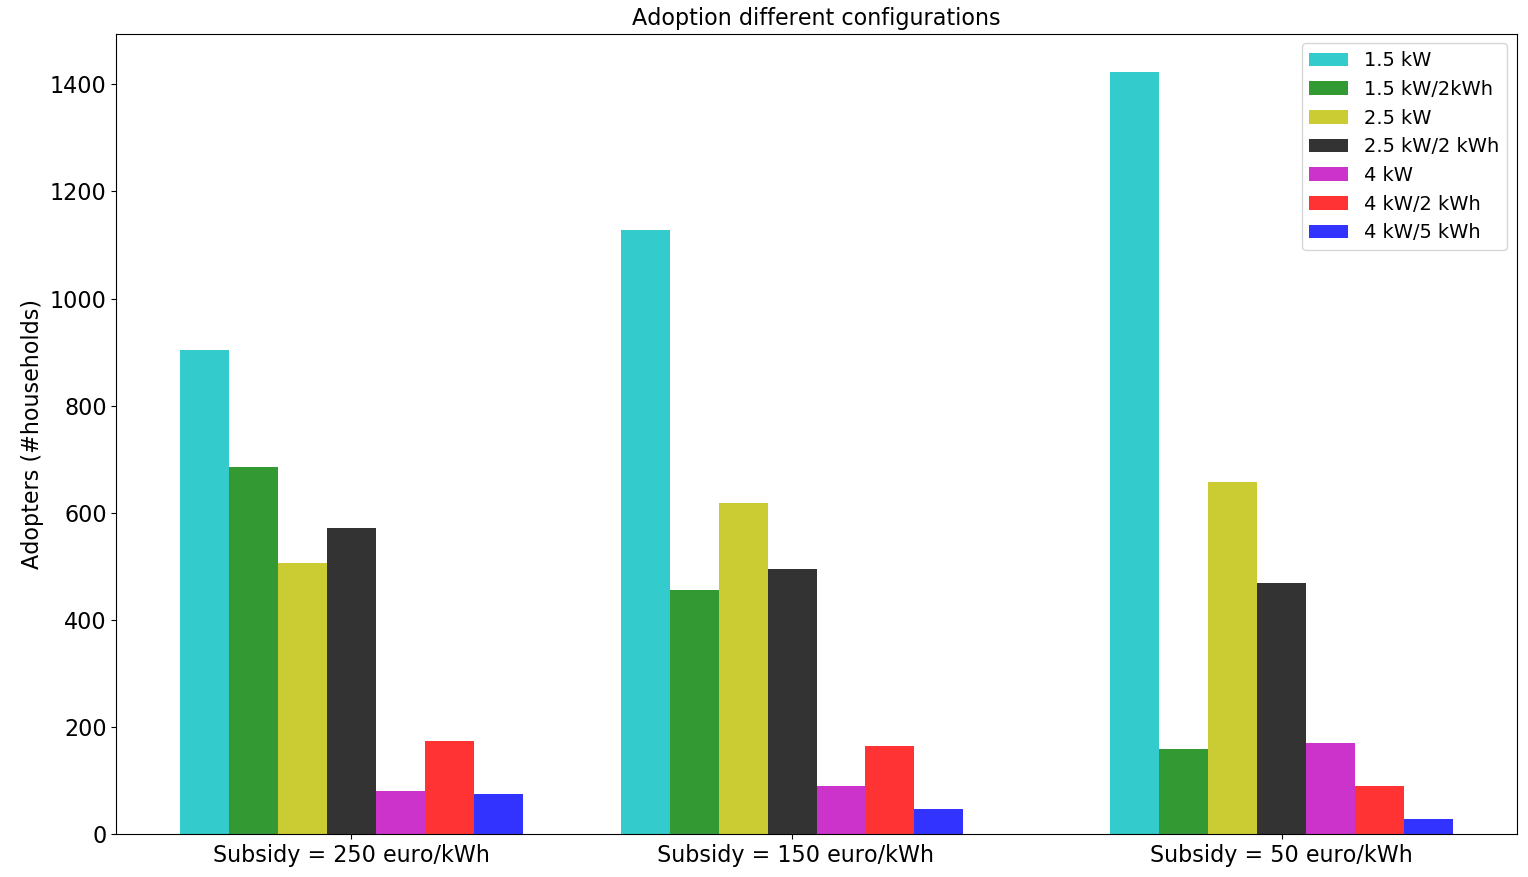 Adoption different configurations
1400
1200
1000
800
600
400
200
0
Adopters (#households)
1.5 kW
1.5 kW/2kWh
2.5 kW
2.5 kW/2 kWh
4 kW
4 kW/2 kWh
4 kW/5 kWh
Subsidy = 250 euro/kWh
Subsidy = 150 euro/kWh
Subsidy = 50 euro/kWh